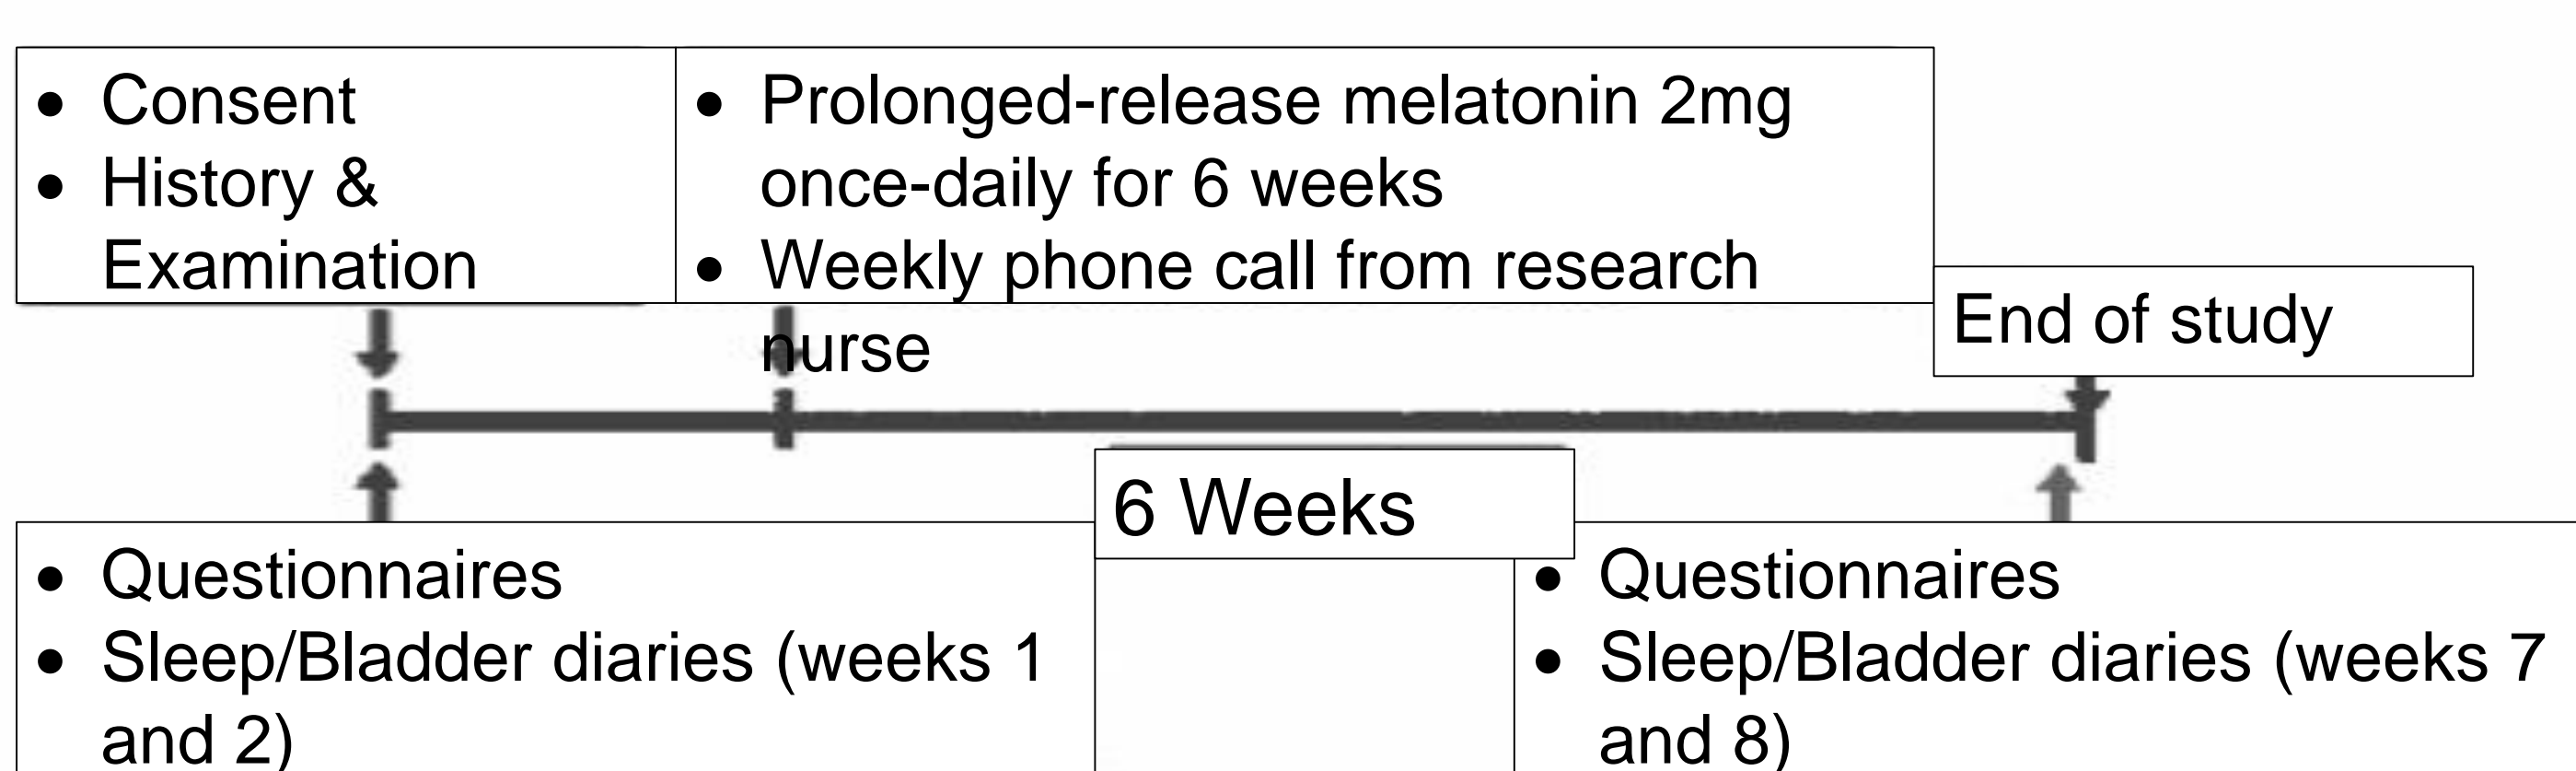 ● Consent
● History &
Examination
● Prolonged-release melatonin 2mg
once-daily for 6 weeks
● Weekly phone call from research
nurse
End of study
6 Weeks
● Questionnaires
● Sleep/Bladder diaries (weeks 1
and 2)
● Questionnaires
● Sleep/Bladder diaries (weeks 7
and 8)